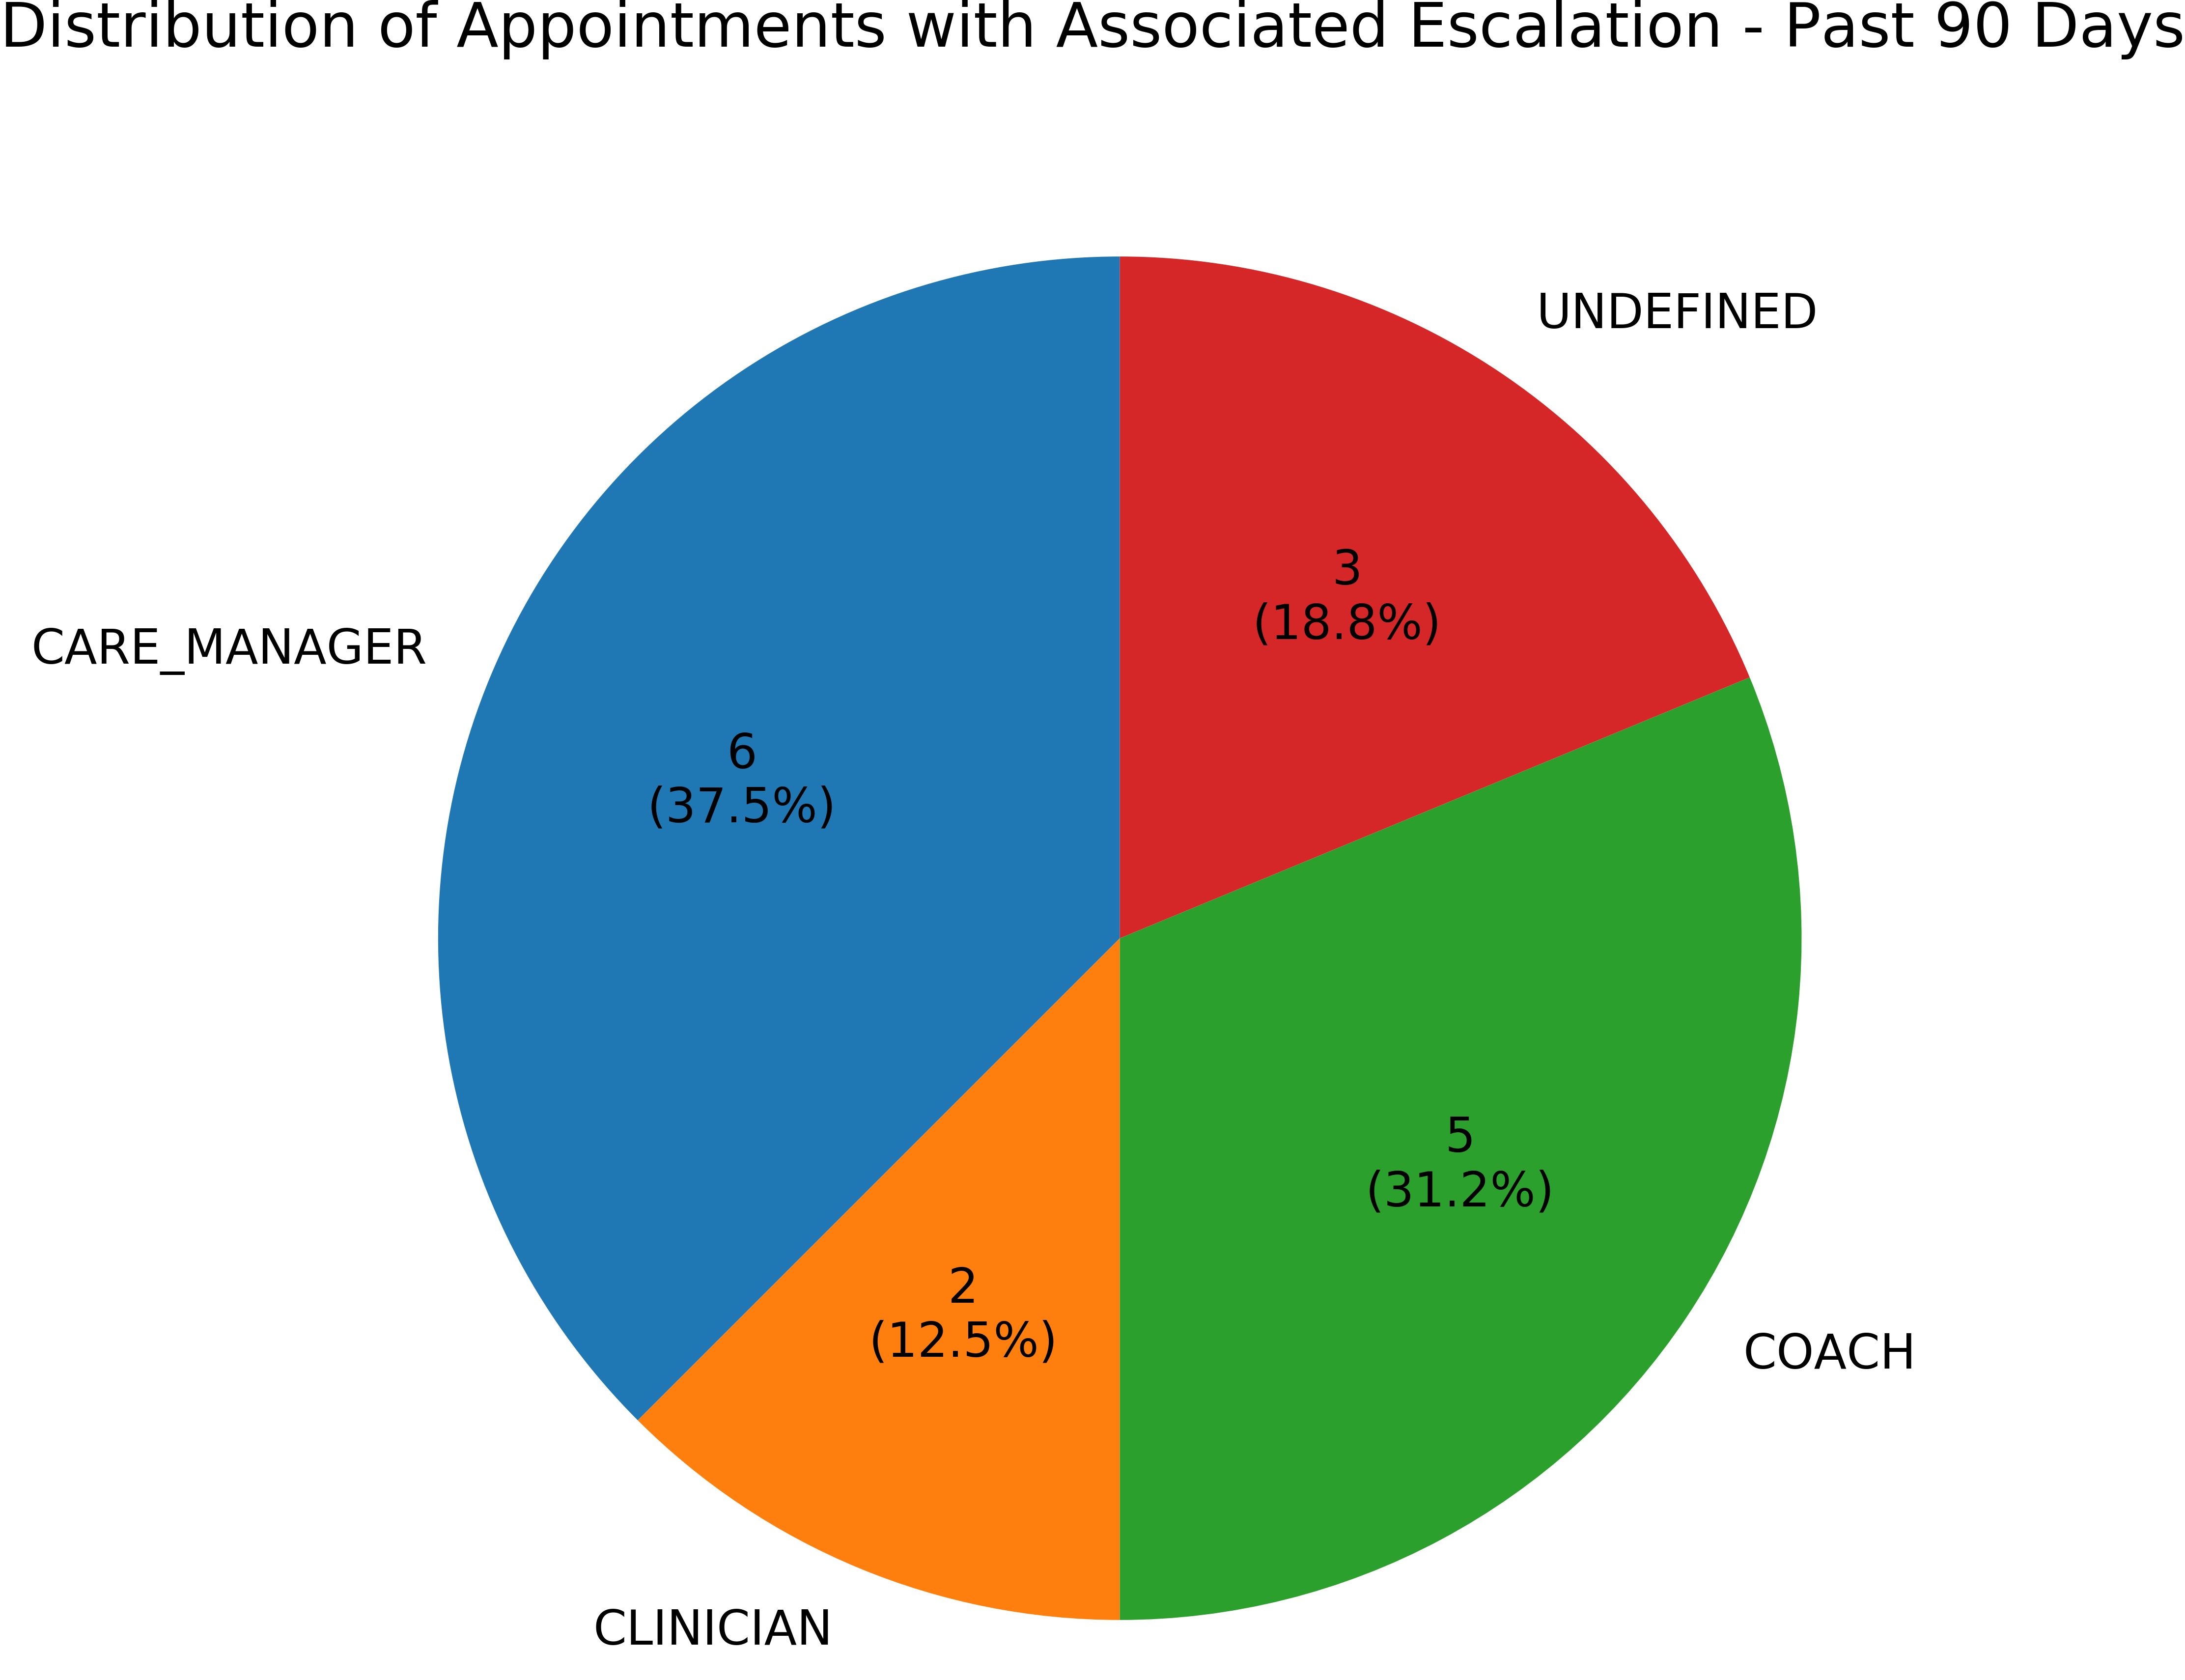 Distribution of Appointments with Associated Escalation - Past 90 Days
UNDEFINED
3
(18.8%)
CARE_MANAGER
6
(37.5%)
5
(31.2%)
2
(12.5%)
COACH
CLINICIAN